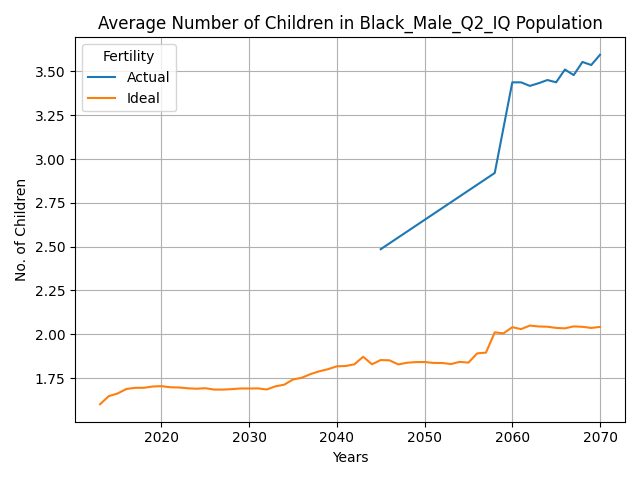 Average Number of Children in Black_Male_Q2_IQ Population
Fertility
Actual
Ideal
No. of Children
3.50
3.25
3.00
2.75
2.50
2.25
2.00
1.75
2020 2030 2040 2050 2060 2070
Years